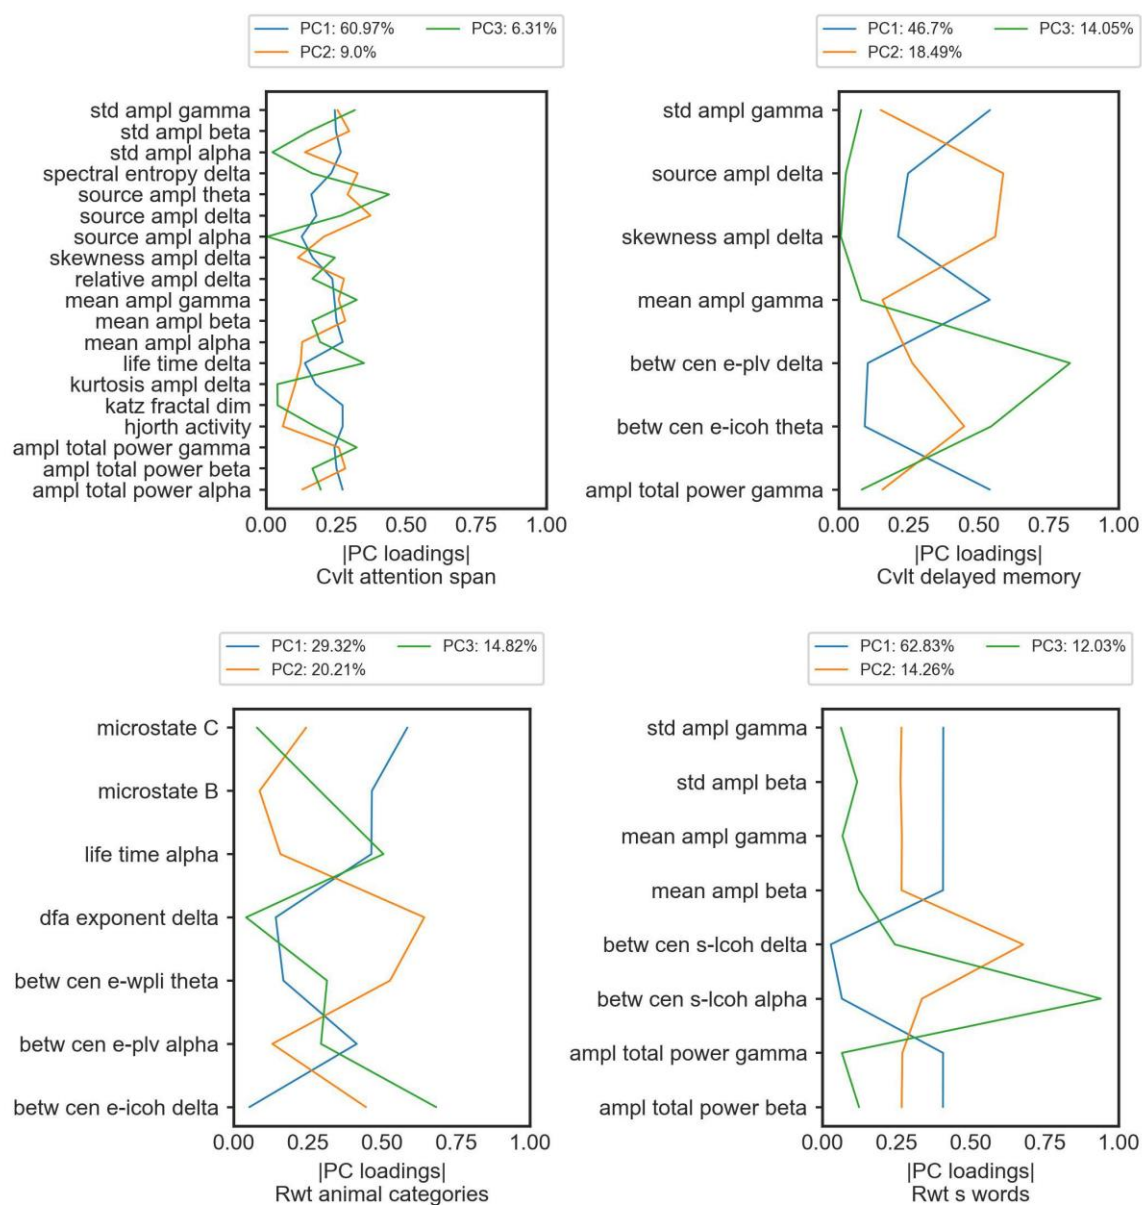 PC1: 60.97% PC3: 6.31%
PC2: 9.0%
std ampl gamma
std ampl beta
std ampl alpha
spectral entropy delta
source ampl theta
source ampl delta
source ampl alpha
skewness ampl delta
relative ampl delta
mean ampl gamma
mean ampl beta
mean ampl alpha
life time delta
kurtosis ampl delta
katz fractal dim
hjorth activity
ampl total power gamma
ampl total power beta
ampl total power alpha
0.00 0.25 0.50 0.75 1.00
|PC loadings|
Cvlt attention span
PC1: 46.7% PC3: 14.05%
PC2: 18.49%
std ampl gamma
source ampl delta
skewness ampl delta
mean ampl gamma
betw cen e-plv delta
betw cen e-icoh theta
ampl total power gamma
0.00 0.25 0.50 0.75 1.00
|PC loadings|
Cvlt delayed memory
PC1: 29.32% PC3: 14.82%
PC2: 20.21%
microstate C
microstate B
life time alpha
dfa exponent delta
betw cen e-wpli theta
betw cen e-plv alpha
betw cen e-icoh delta
0.00 0.25 0.50 0.75 1.00
|PC loadings|
Rwt animal categories
PC1: 62.83% PC3: 12.03%
PC2: 14.26%
std ampl gamma
std ampl beta
mean ampl gamma
mean ampl beta
betw cen s-lcoh delta
betw cen s-lcoh alpha
ampl total power gamma
ampl total power beta
0.00 0.25 0.50 0.75 1.00
|PC loadings|
Rwt s words